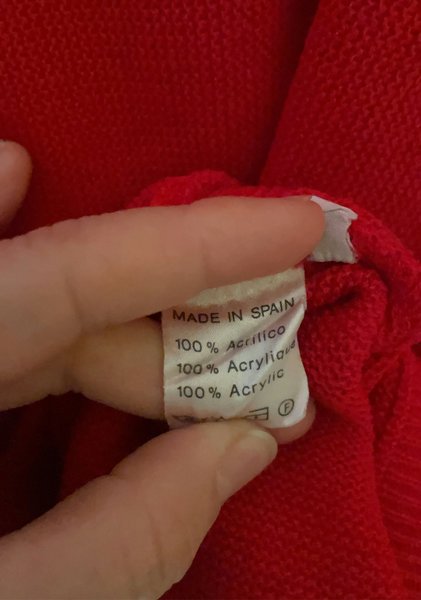 MADE IN SPAIN
100 % Acrilico
100 % Acrylique
100 % Acrylic
F